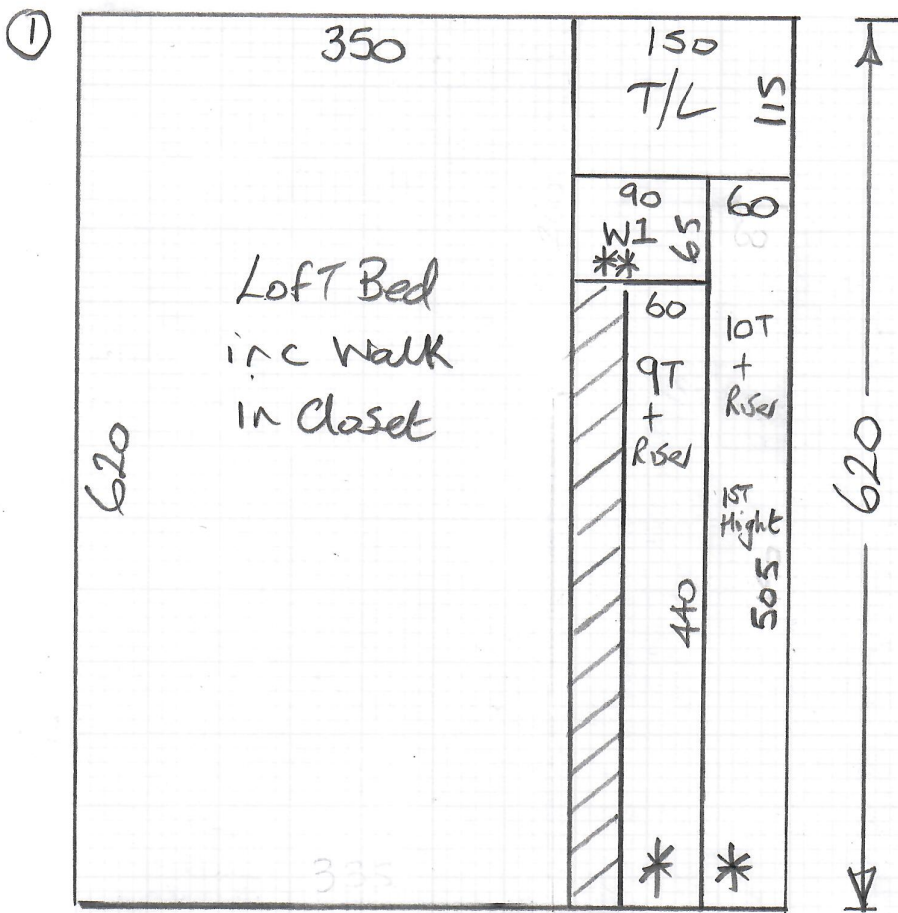 1
350
150
T/L
115
90
W1
**
65
60
Loft Bed
inc Walk
in Closet
620
60
9T
+
Riser
440
*
10T
+
Riser
1ST
flight
505
*
620